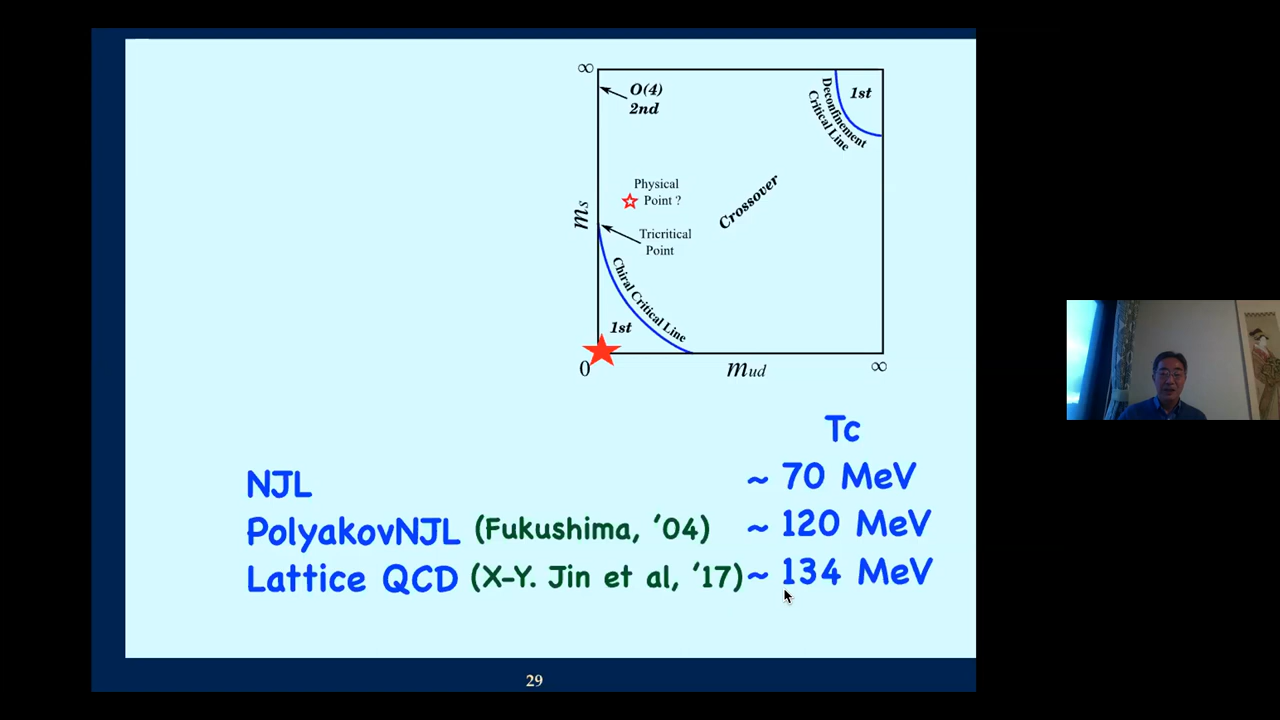 ∞
O(4)
2nd
1st
Deconfinement
Critical Line
Physical
Point ?
Crossover
ms
Tricritical
Point
Chiral Critical Line
1st
0
mud
∞
Tc
NJL ~ 70 MeV
PolyakovNJL (Fukushima, '04) ~ 120 MeV
Lattice QCD (X-Y. Jin et al, '17) ~ 134 MeV
29